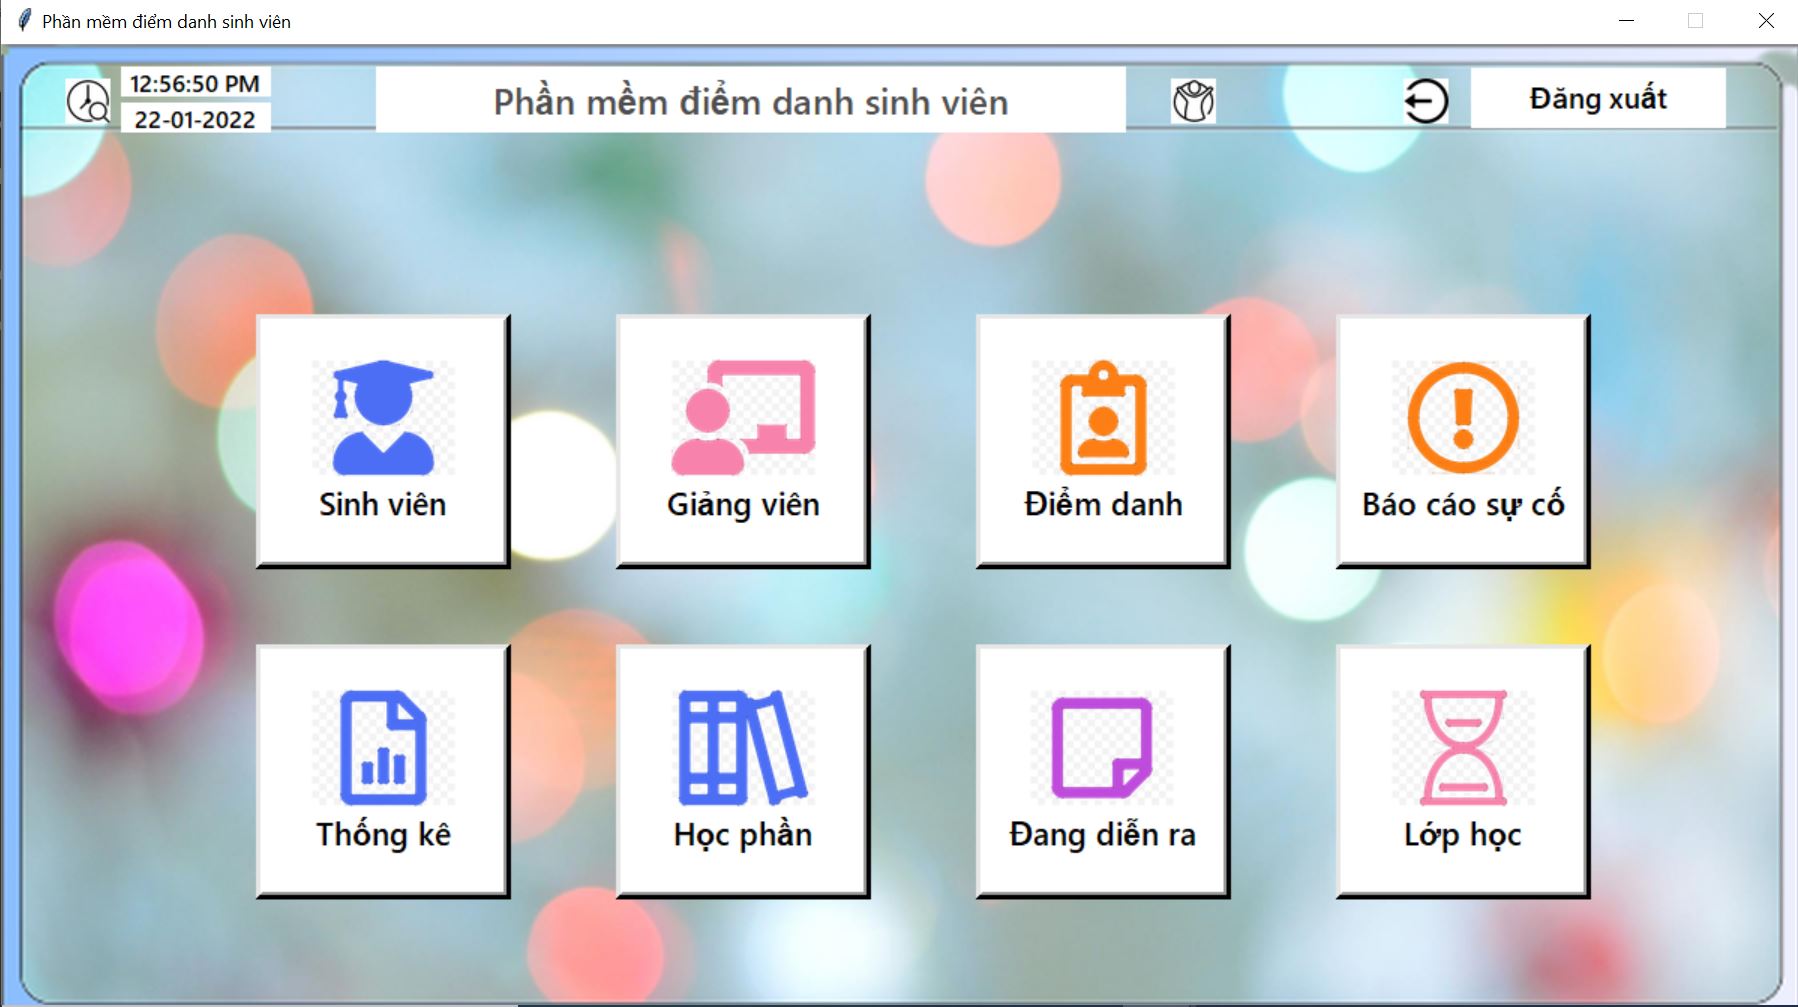 Phần mềm điểm danh sinh viên
12:56:50 PM
22-01-2022
Phần mềm điểm danh sinh viên
Đăng xuất
Sinh viên
Giảng viên
Điểm danh
Báo cáo sự cố
Thống kê
Học phần
Đang diễn ra
Lớp học